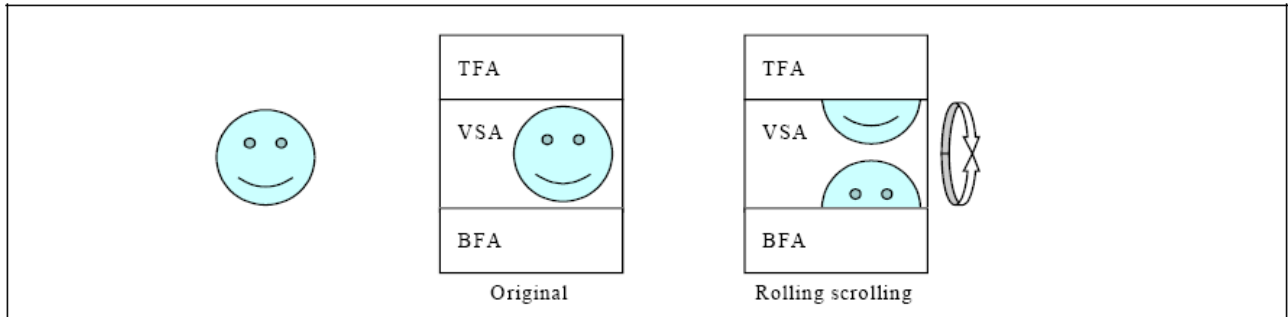 TFA
VSA
BFA
Original
TFA
VSA
BFA
Rolling scrolling